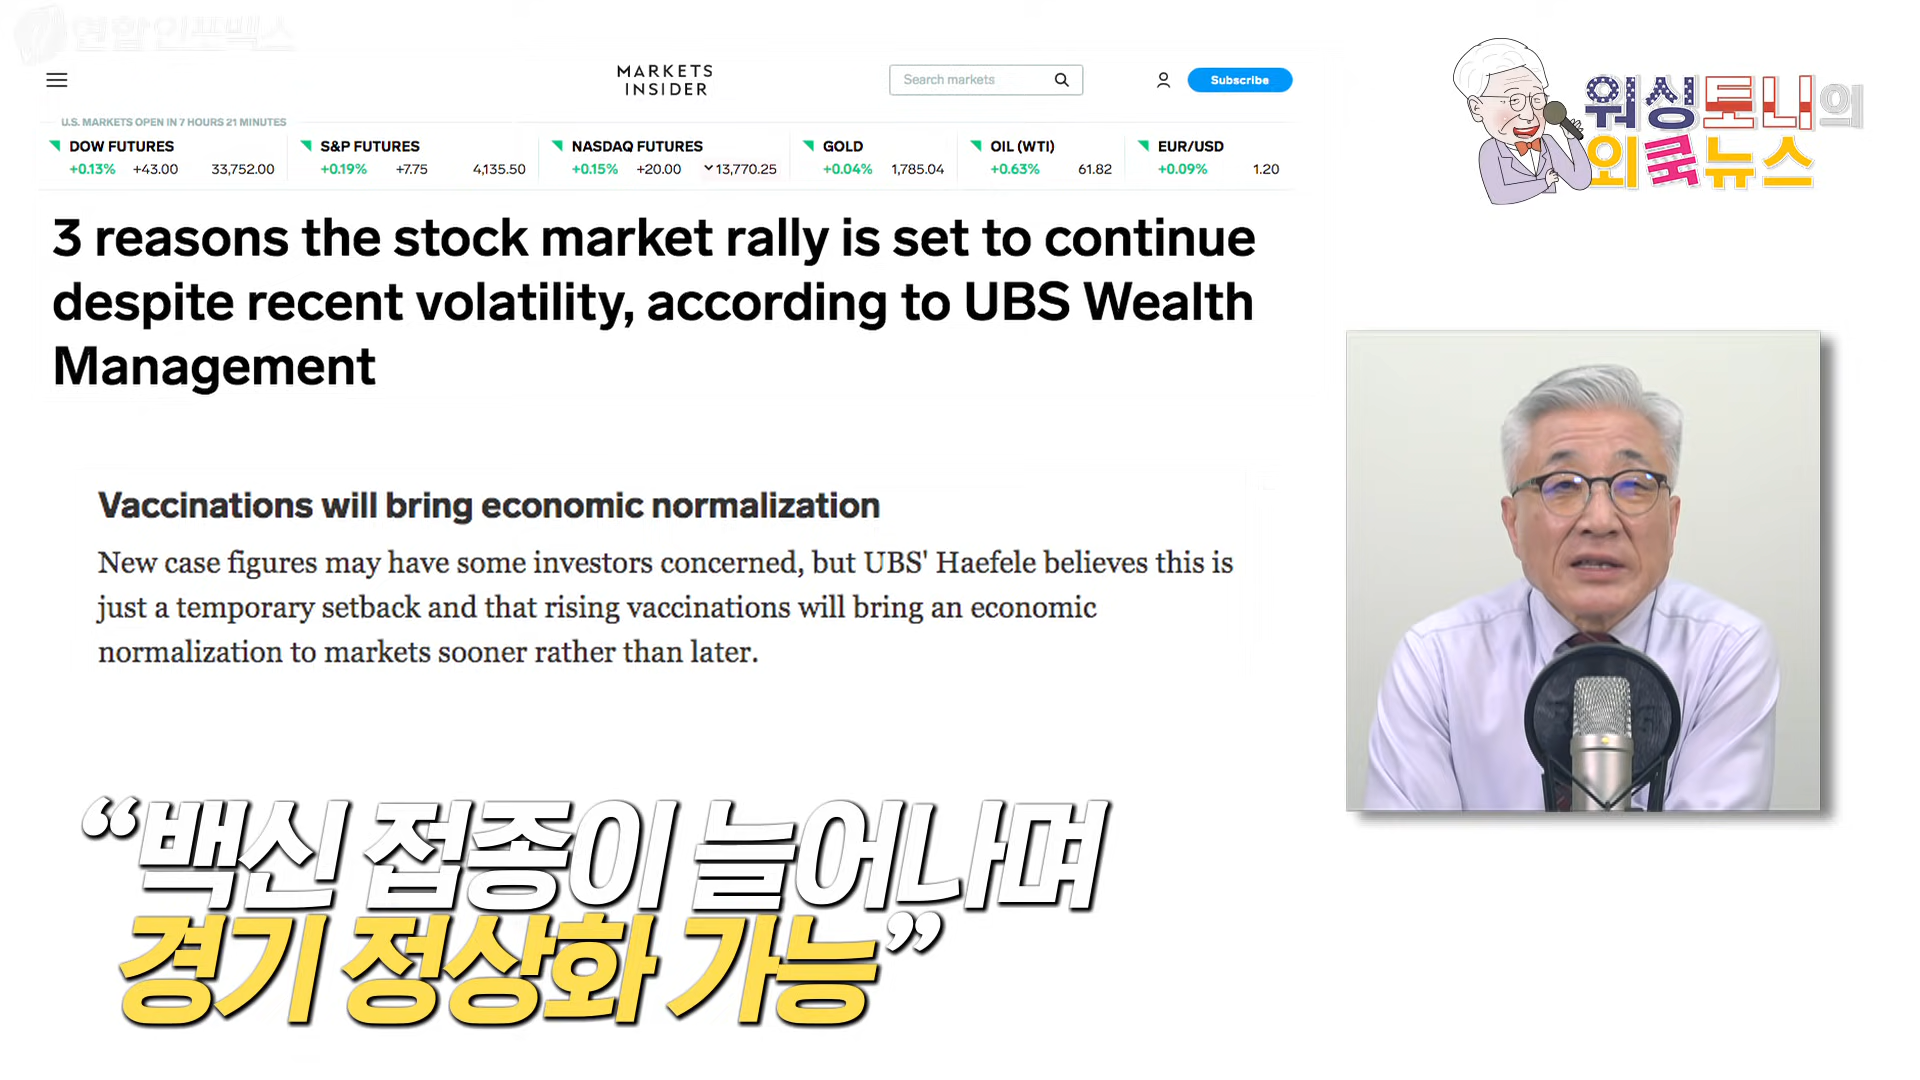 연합인포맥스
MARKETS
INSIDER
Search markets
Subscribe
U.S. MARKETS OPEN IN 7 HOURS 21 MINUTES
DOW FUTURES
+0.13% +43.00 33,752.00
S&P FUTURES
+0.19% +7.75 4,135.50
NASDAQ FUTURES
+0.15% +20.00 13,770.25
GOLD
+0.04% 1,785.04
OIL (WTI)
+0.63% 61.82
EUR/USD
+0.09% 1.20
워싱토니의
외쿡뉴스
3 reasons the stock market rally is set to continue
despite recent volatility, according to UBS Wealth
Management
Vaccinations will bring economic normalization
New case figures may have some investors concerned, but UBS' Haefele believes this is
just a temporary setback and that rising vaccinations will bring an economic
normalization to markets sooner rather than later.
“백신 접종이 늘어나며
경기 정상화 가능”